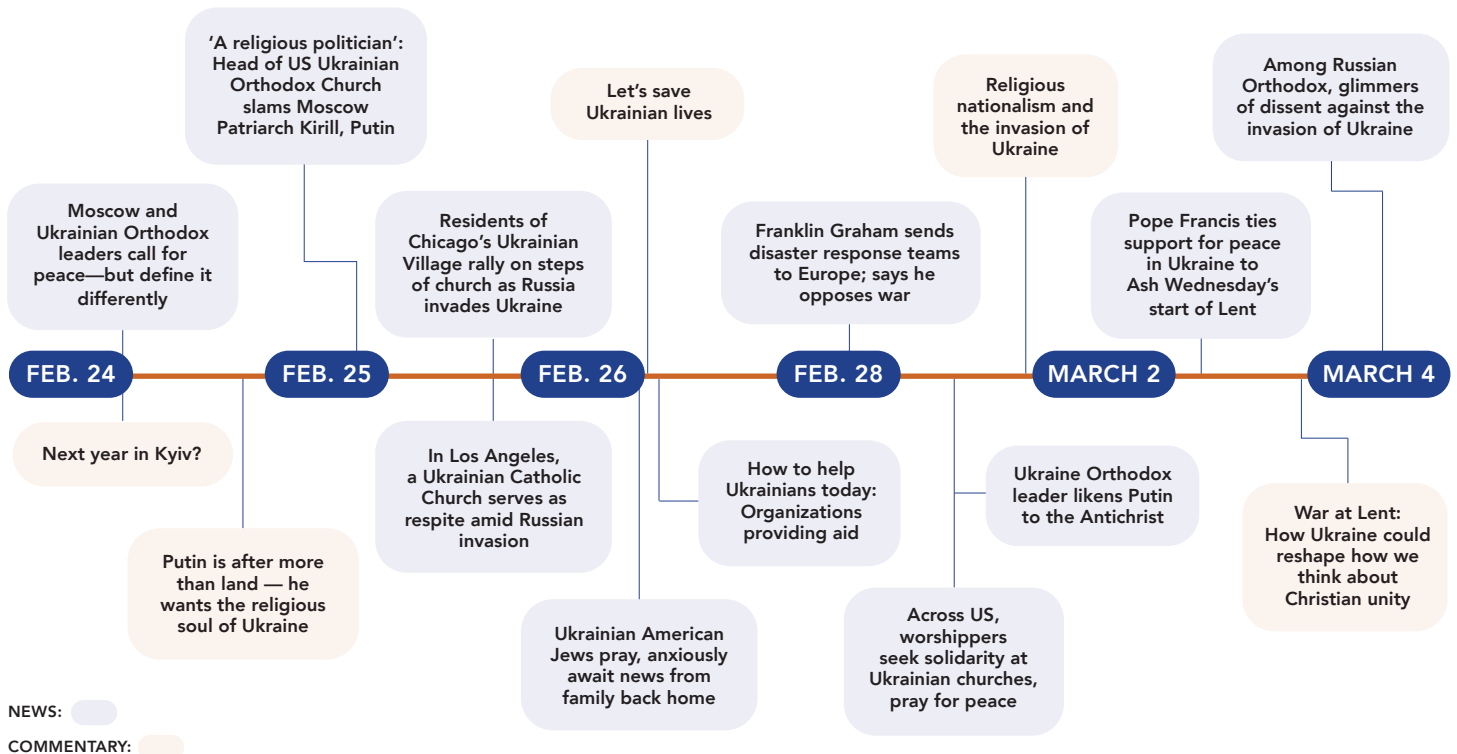 ‘A religious politician’:
Head of US Ukrainian
Orthodox Church
slams Moscow
Patriarch Kirill, Putin
Let’s save
Ukrainian lives
Religious
nationalism and
the invasion of
Ukraine
Among Russian
Orthodox, glimmers
of dissent against the
invasion of Ukraine
Moscow and
Ukrainian Orthodox
leaders call for
peace—but define it
differently
Residents of
Chicago’s Ukrainian
Village rally on steps
of church as Russia
invades Ukraine
Franklin Graham sends
disaster response teams
to Europe; says he
opposes war
Pope Francis ties
support for peace
in Ukraine to
Ash Wednesday’s
start of Lent
FEB. 24
FEB. 25
FEB. 26
FEB. 28
MARCH 2
MARCH 4
Next year in Kyiv?
In Los Angeles,
a Ukrainian Catholic
Church serves as
respite amid Russian
invasion
How to help
Ukrainians today:
Organizations
providing aid
Ukraine Orthodox
leader likens Putin
to the Antichrist
War at Lent:
How Ukraine could
reshape how we
think about
Christian unity
Putin is after more
than land — he
wants the religious
soul of Ukraine
Ukrainian American
Jews pray, anxiously
await news from
family back home
Across US,
worshippers
seek solidarity at
Ukrainian churches,
pray for peace
NEWS:
COMMENTARY: